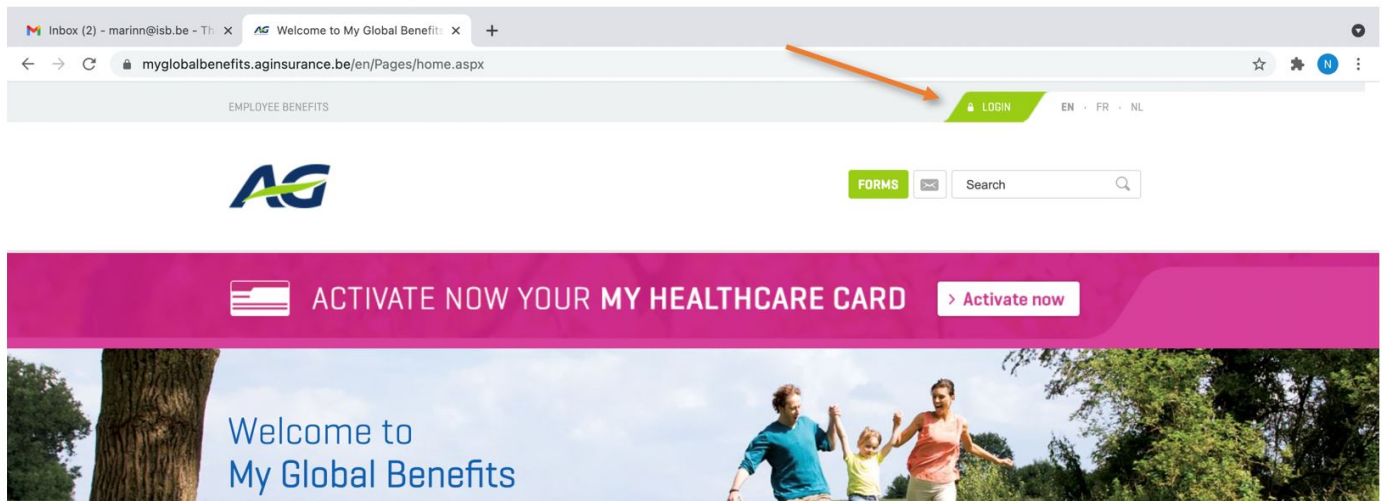 Inbox (2) - marinn@isb.be - Th
Welcome to My Global Benefits
myglobalbenefits.aginsurance.be/en/Pages/home.aspx
N
EMPLOYEE BENEFITS
LOGIN
EN · FR · NL
AG
FORMS
Search
ACTIVATE NOW YOUR MY HEALTHCARE CARD
> Activate now
Welcome to
My Global Benefits